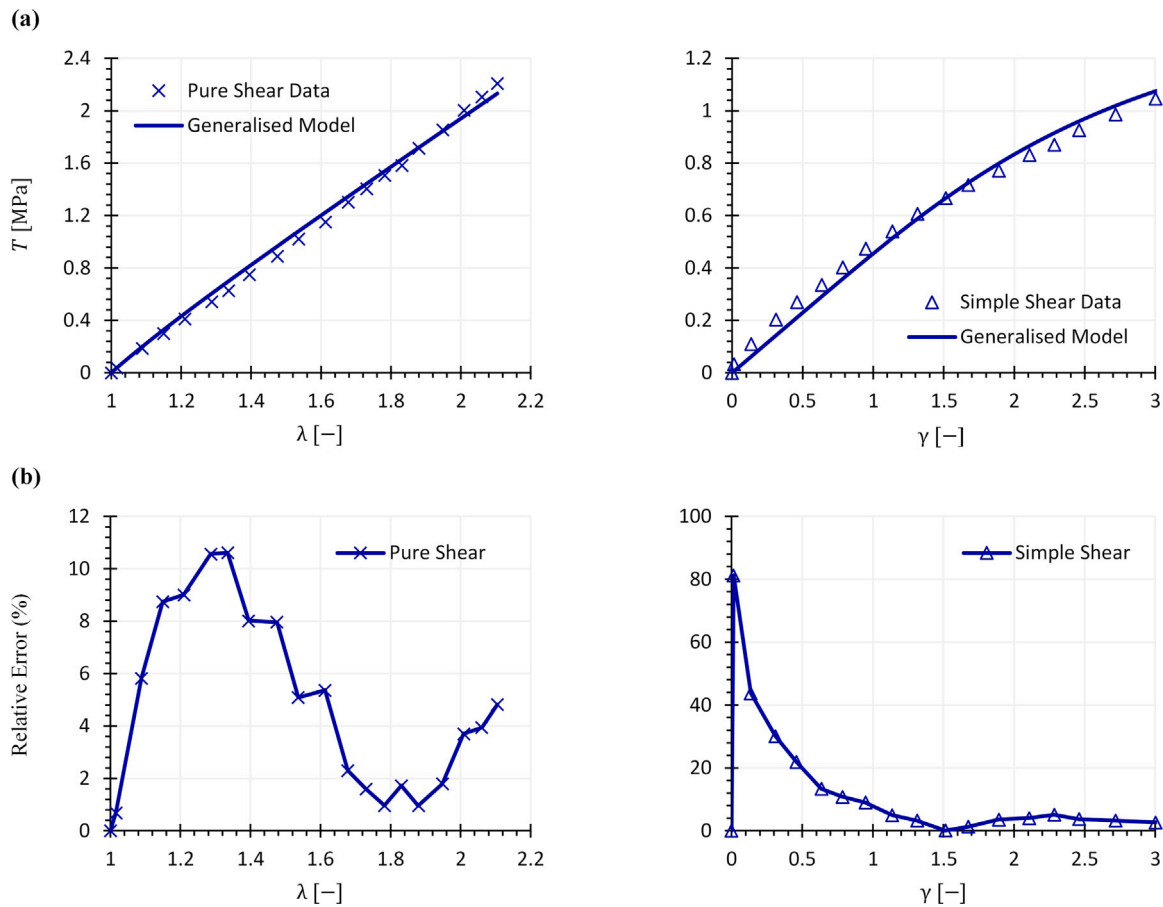 (a)
2.4
2
1.6
1.2
0.8
0.4
0
T [MPa]
Pure Shear Data
Generalised Model
1 1.2 1.4 1.6 1.8 2 2.2
λ [−]
1.2
1
0.8
0.6
0.4
0.2
0
Simple Shear Data
Generalised Model
0 0.5 1 1.5 2 2.5 3
γ [−]
(b)
12
10
8
6
4
2
0
Relative Error (%)
Pure Shear
1 1.2 1.4 1.6 1.8 2 2.2
λ [−]
100
80
60
40
20
0
Simple Shear
0 0.5 1 1.5 2 2.5 3
γ [−]